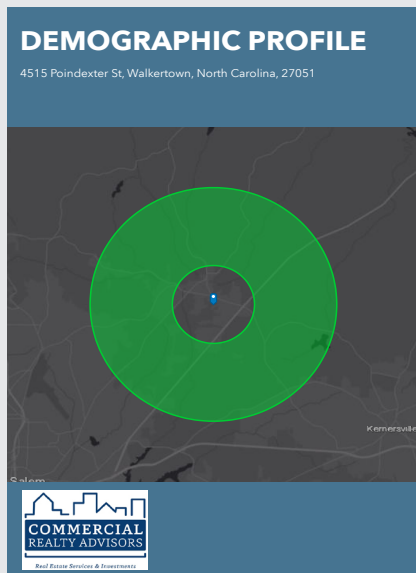 DEMOGRAPHIC PROFILE
4515 Poindexter St, Walkertown, North Carolina, 27051
Kernersville
Salem
COMMERCIAL
REALTY ADVISORS
Real Estate Services & Investments